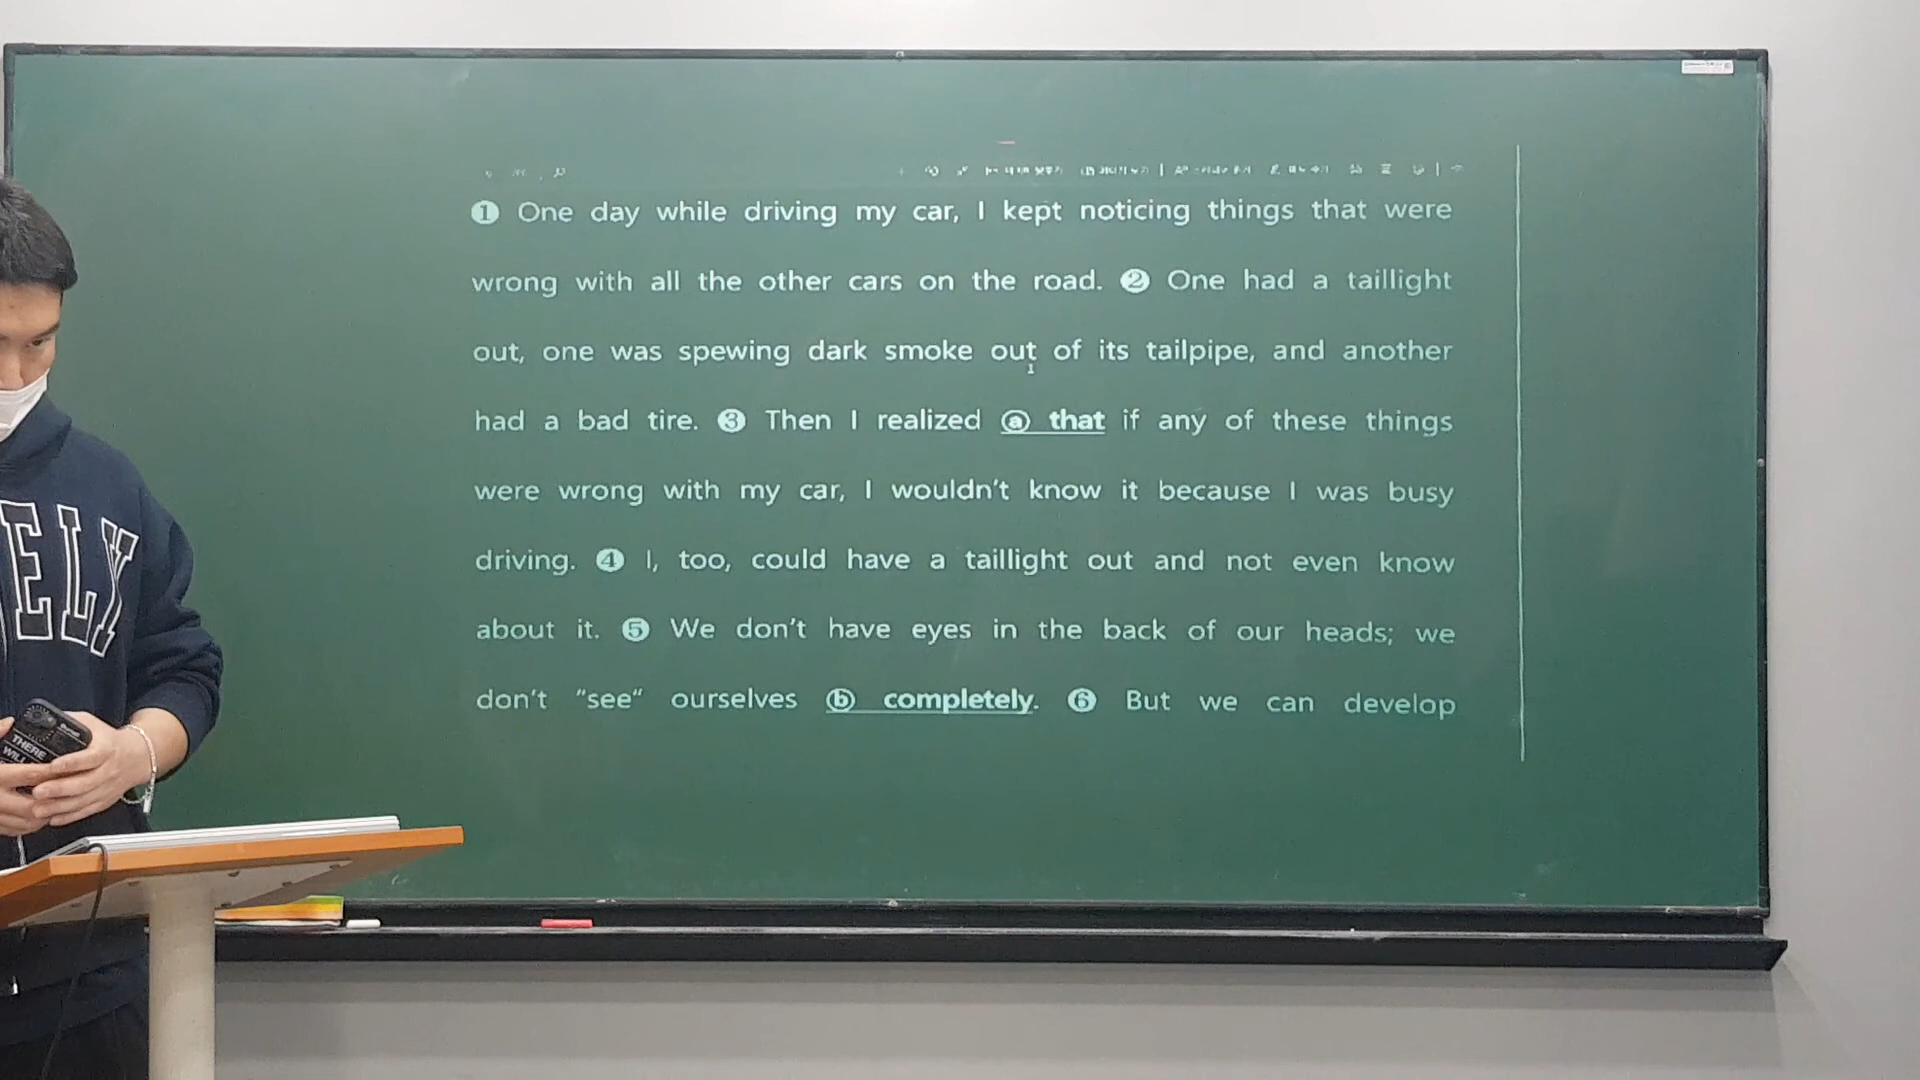 ❶ One day while driving my car, I kept noticing things that were
wrong with all the other cars on the road. ❷ One had a taillight
out, one was spewing dark smoke out of its tailpipe, and another
had a bad tire. ❸ Then I realized ⓐ that if any of these things
were wrong with my car, I wouldn't know it because I was busy
driving. ❹ I, too, could have a taillight out and not even know
about it. ❺ We don't have eyes in the back of our heads; we
don't "see" ourselves ⓑ completely. ❻ But we can develop
ELY
THERE
WILL